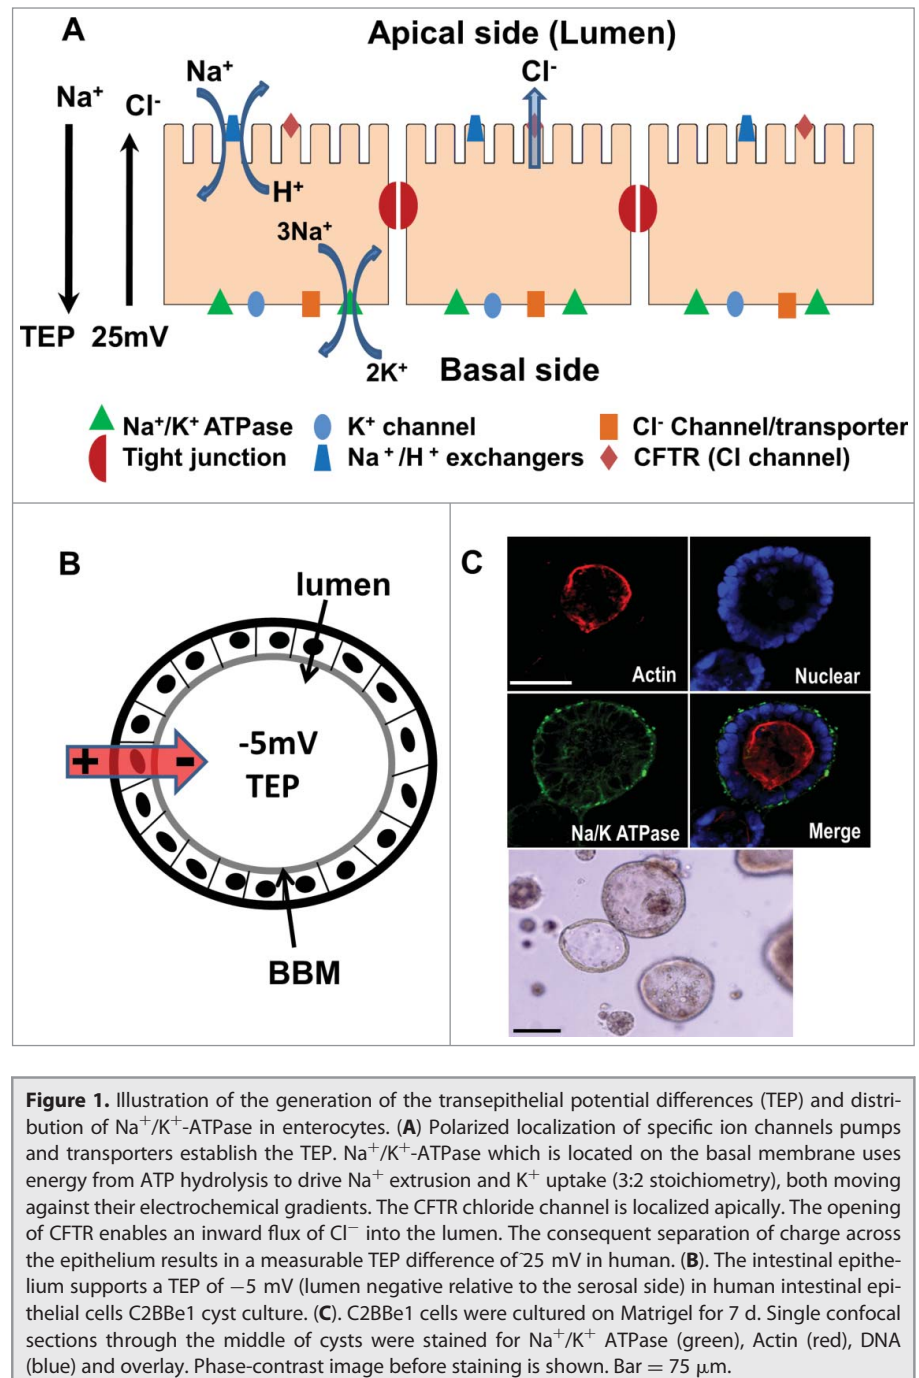 A
Apical side (Lumen)
Na⁺
Cl⁻
Na⁺
Cl⁻
H⁺
3Na⁺
TEP 25mV
2K⁺
Basal side
Na⁺/K⁺ ATPase
K⁺ channel
Cl⁻ Channel/transporter
Tight junction
Na⁺/H⁺ exchangers
CFTR (Cl channel)
B
lumen
-5mV
TEP
+
-
BBM
C
Actin
Nuclear
Na/K ATPase
Merge
Figure 1. Illustration of the generation of the transepithelial potential differences (TEP) and distri-
bution of Na⁺/K⁺-ATPase in enterocytes. (A) Polarized localization of specific ion channels pumps
and transporters establish the TEP. Na⁺/K⁺-ATPase which is located on the basal membrane uses
energy from ATP hydrolysis to drive Na⁺ extrusion and K⁺ uptake (3:2 stoichiometry), both moving
against their electrochemical gradients. The CFTR chloride channel is localized apically. The opening
of CFTR enables an inward flux of Cl⁻ into the lumen. The consequent separation of charge across
the epithelium results in a measurable TEP difference of ˜25 mV in human. (B). The intestinal epithe-
lium supports a TEP of −5 mV (lumen negative relative to the serosal side) in human intestinal epi-
thelial cells C2BBe1 cyst culture. (C). C2BBe1 cells were cultured on Matrigel for 7 d. Single confocal
sections through the middle of cysts were stained for Na⁺/K⁺ ATPase (green), Actin (red), DNA
(blue) and overlay. Phase-contrast image before staining is shown. Bar = 75 μm.